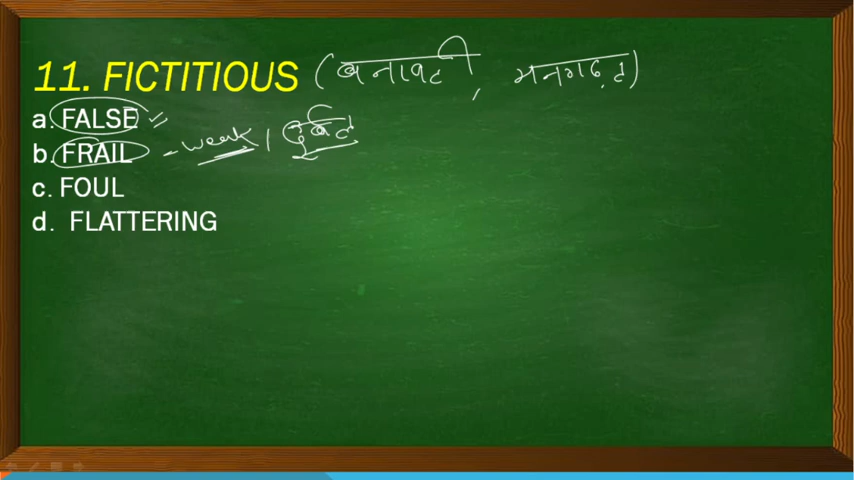 11. FICTITIOUS (बनावटी, मनगढ़ंत)
a. FALSE
b. FRAIL - weak / दुर्बल
c. FOUL
d. FLATTERING